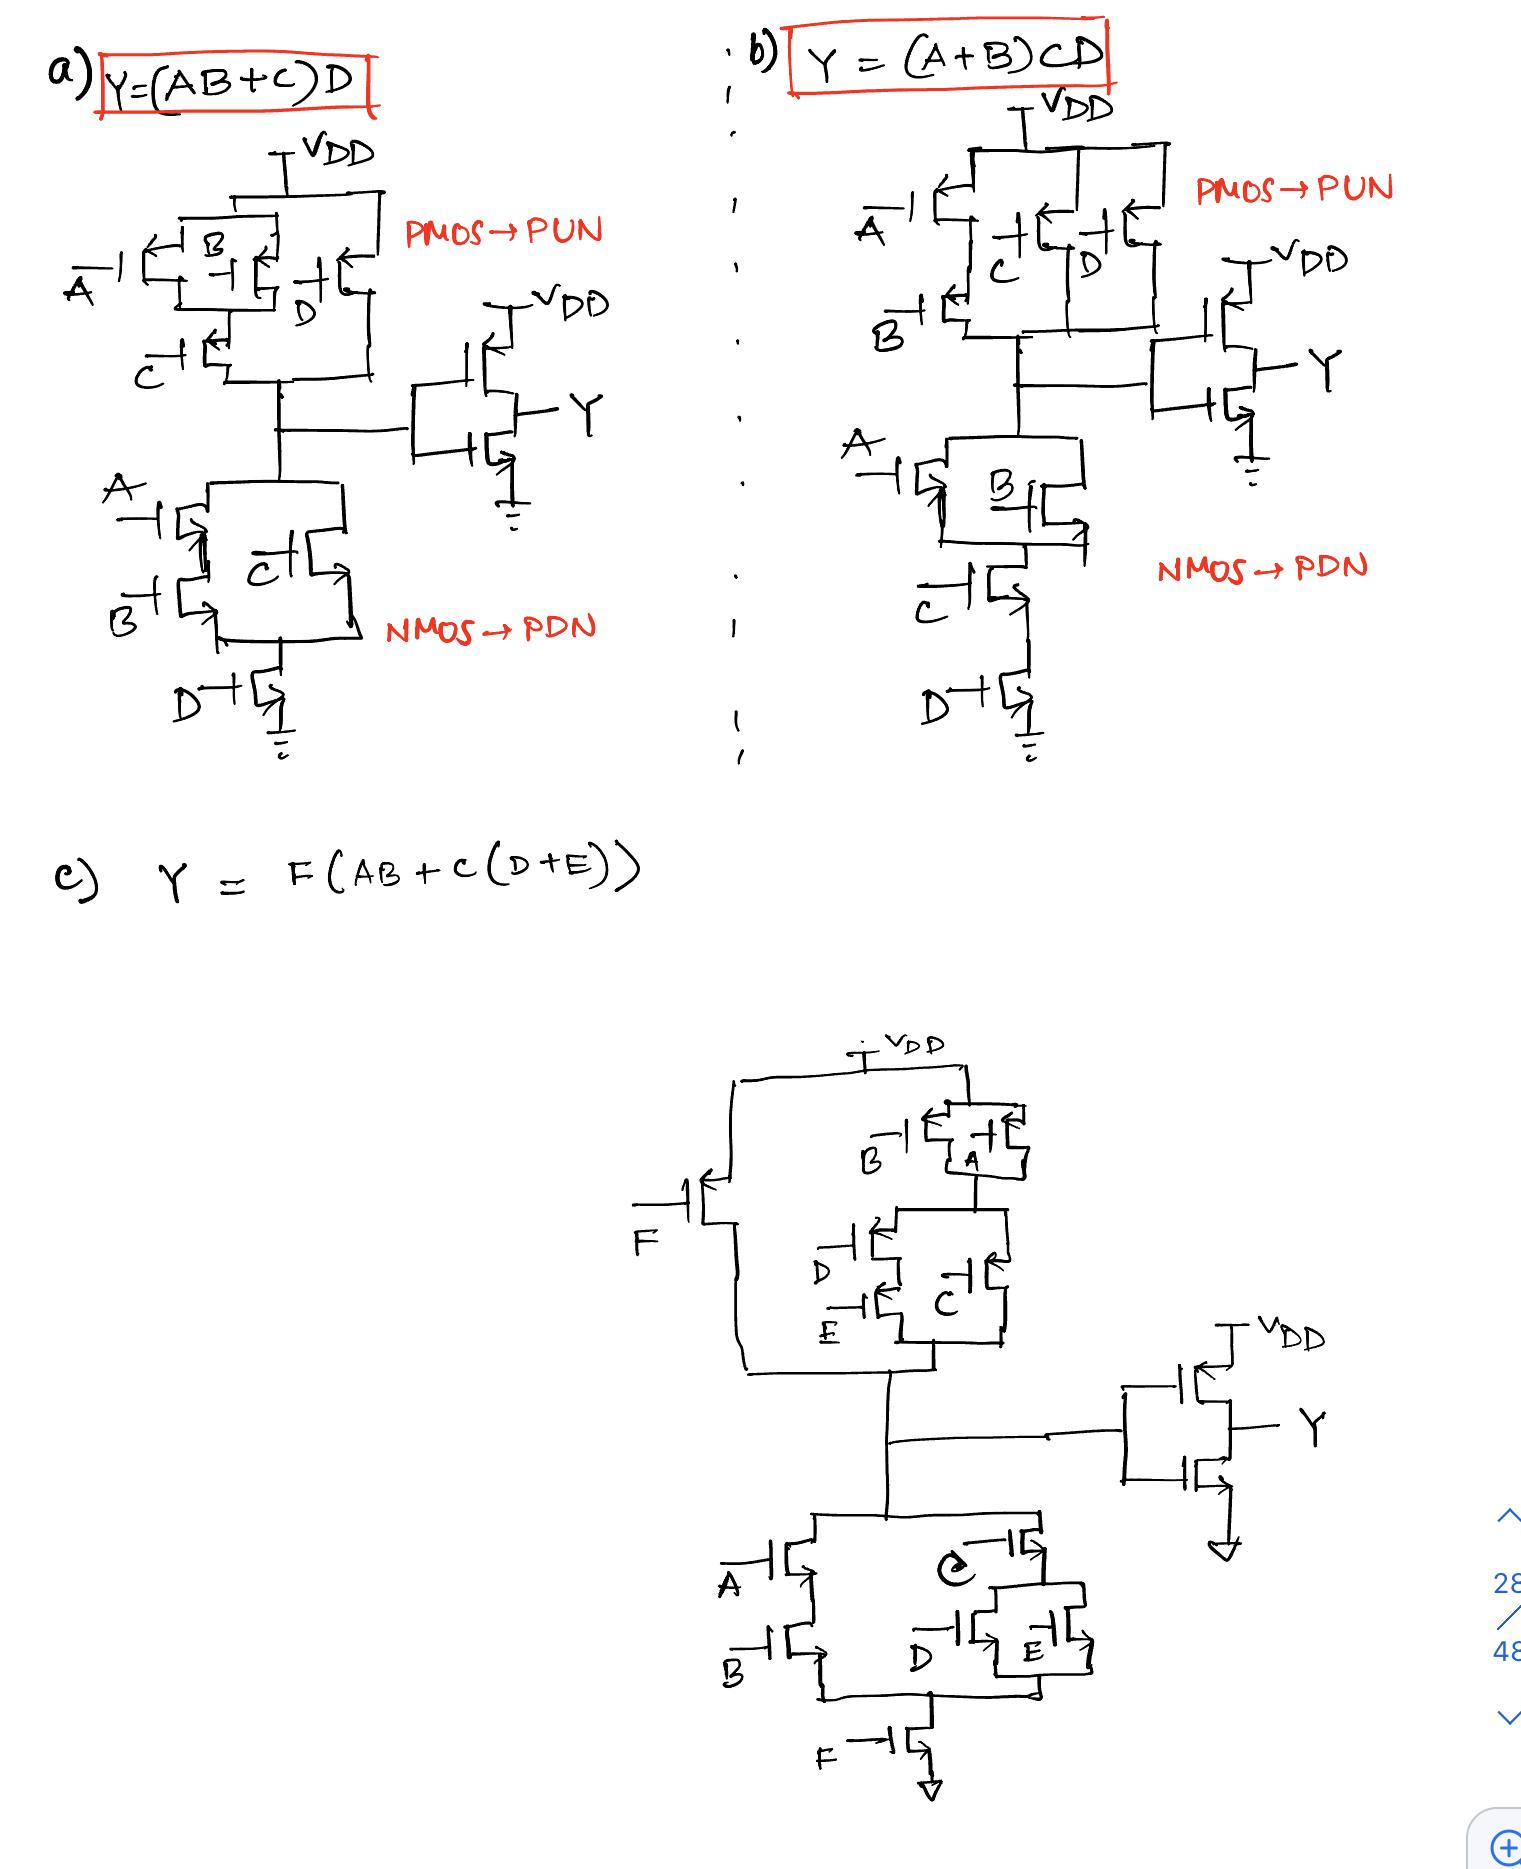 a) Y=(AB+C)D
VDD
PMOS→PUN
A
B
D
C
VDD
Y
A
C
B
NMOS→PDN
D
b) Y = (A+B)CD
VDD
PMOS→PUN
A
C
D
B
VDD
Y
A
B
C
NMOS→PDN
D
c) Y = F(AB+C(D+E))
VDD
B
A
F
D
C
E
VDD
Y
A
C
B
D
E
F
28
/
48